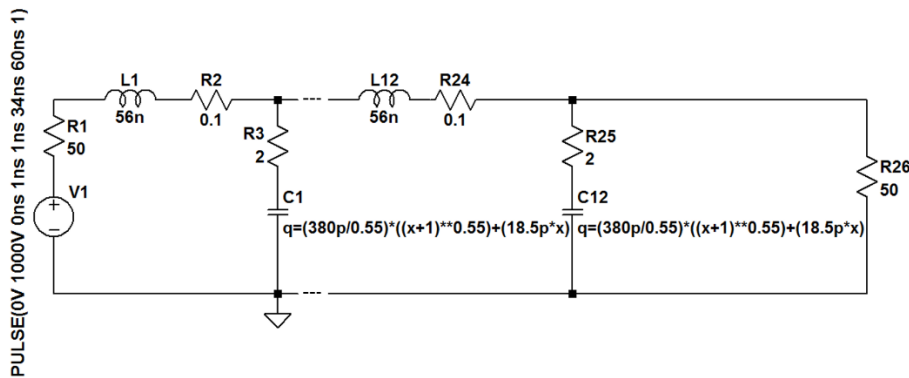 PULSE(0V 1000V 0ns 1ns 1ns 34ns 60ns 1)
R1
50
V1
L1
56n
R2
0.1
R3
2
C1
q=(380p/0.55)*((x+1)**0.55)+(18.5p*x)
L12
56n
R24
0.1
R25
2
C12
q=(380p/0.55)*((x+1)**0.55)+(18.5p*x)
R26
50